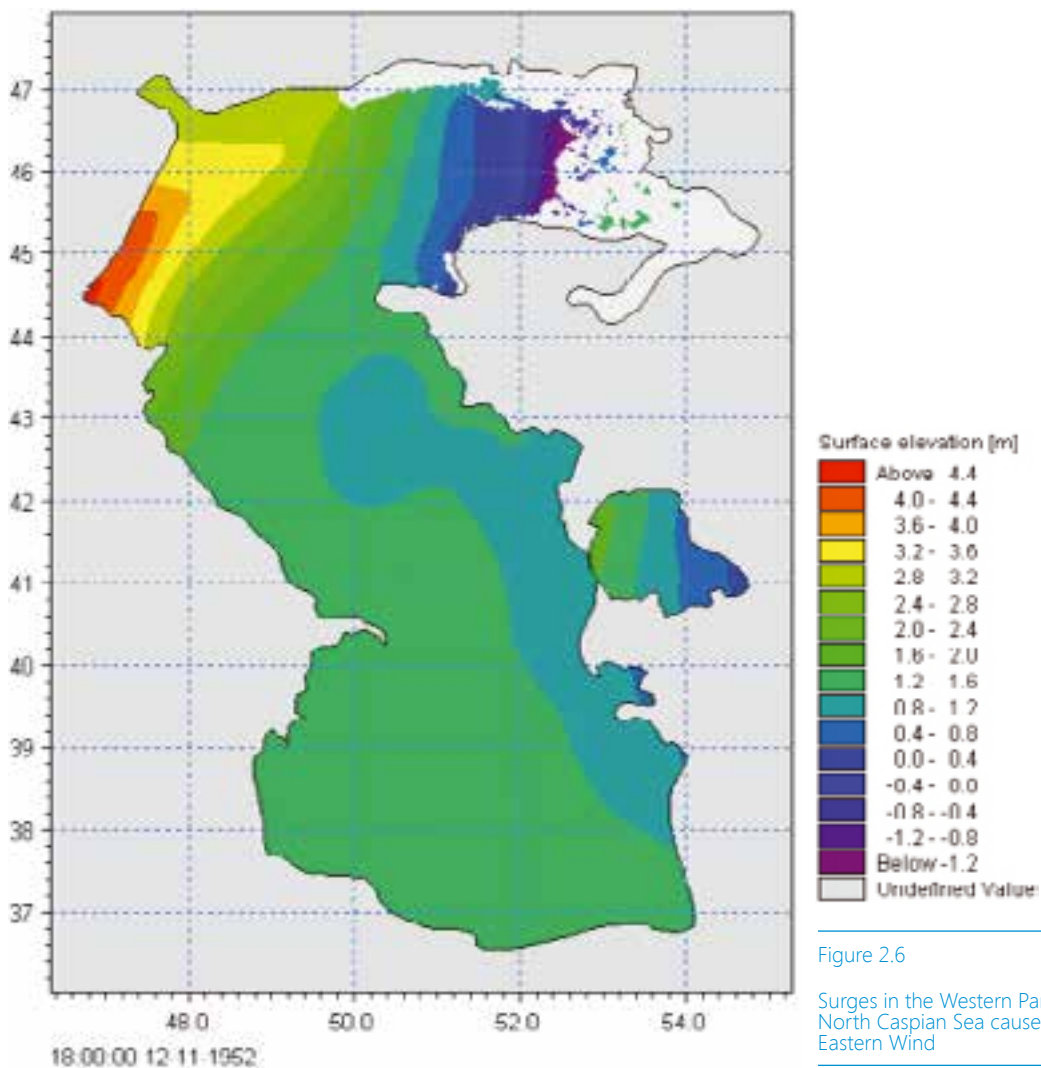 47
46
45
44
43
42
41
40
39
38
37
48.0 50.0 52.0 54.0
18:00:00 12-11-1952
Surface elevation [m]
Above 4.4
4.0 - 4.4
3.6 - 4.0
3.2 - 3.6
2.8 3.2
2.4 - 2.8
2.0 - 2.4
1.6 - 2.0
1.2 1.6
0.8 - 1.2
0.4 - 0.8
0.0 - 0.4
-0.4 - 0.0
-0.8 - -0.4
-1.2 - -0.8
Below -1.2
Undefined Value
Figure 2.6
Surges in the Western Par
North Caspian Sea cause
Eastern Wind